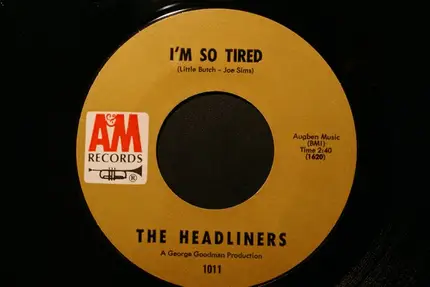 I'M SO TIRED
(Little Butch - Joe Sims)
A&M
RECORDS
®
Augben Music
(BMI)
Time 2:40
(1620)
THE HEADLINERS
A George Goodman Production
1011